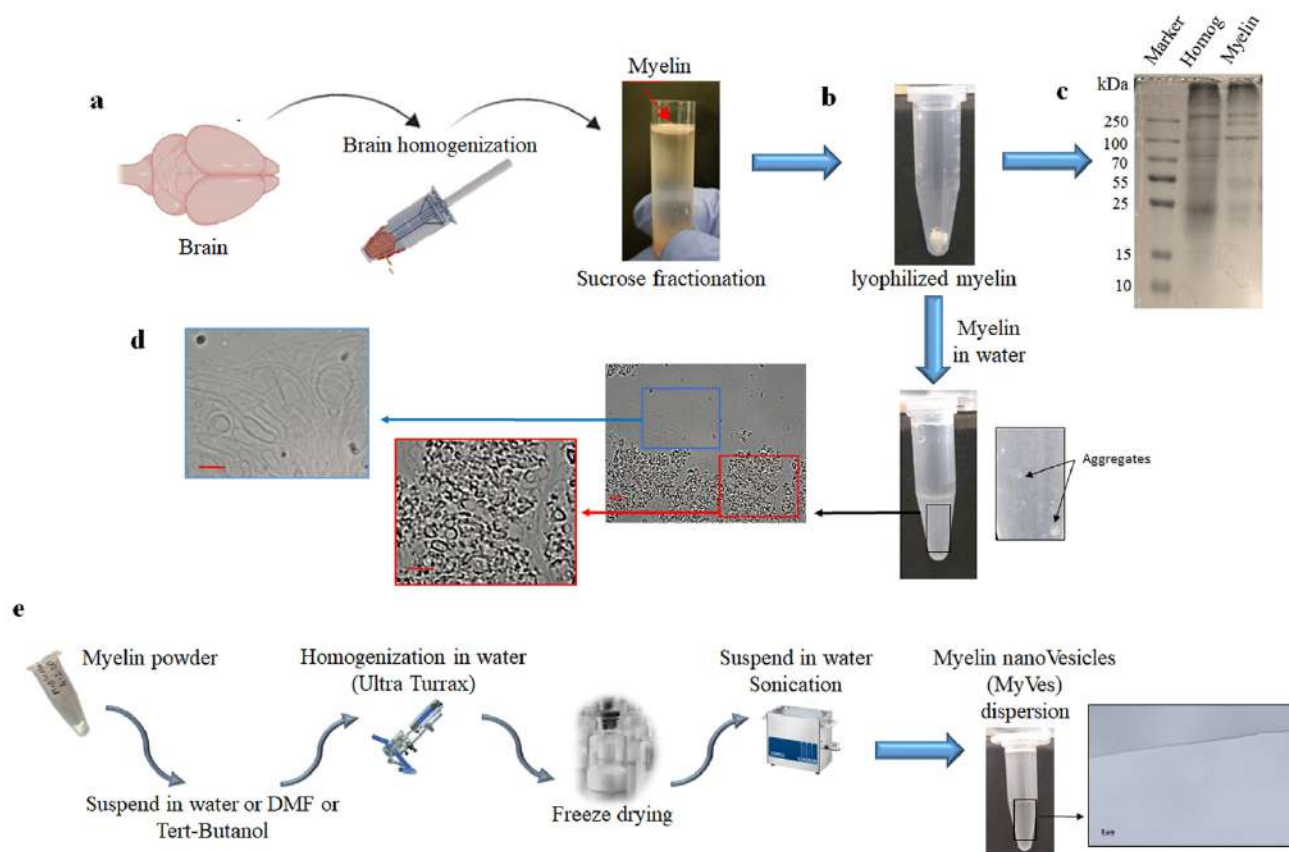 a
Brain
Brain homogenization
Myelin
Sucrose fractionation
b
lyophilized myelin
c
Marker
Homog
Myelin
kDa
250
100
70
55
25
15
10
Myelin
in water
Aggregates
d
e
Myelin powder
Suspend in water or DMF or
Tert-Butanol
Homogenization in water
(Ultra Turrax)
Freeze drying
Suspend in water
Sonication
Myelin nanoVesicles
(MyVes)
dispersion